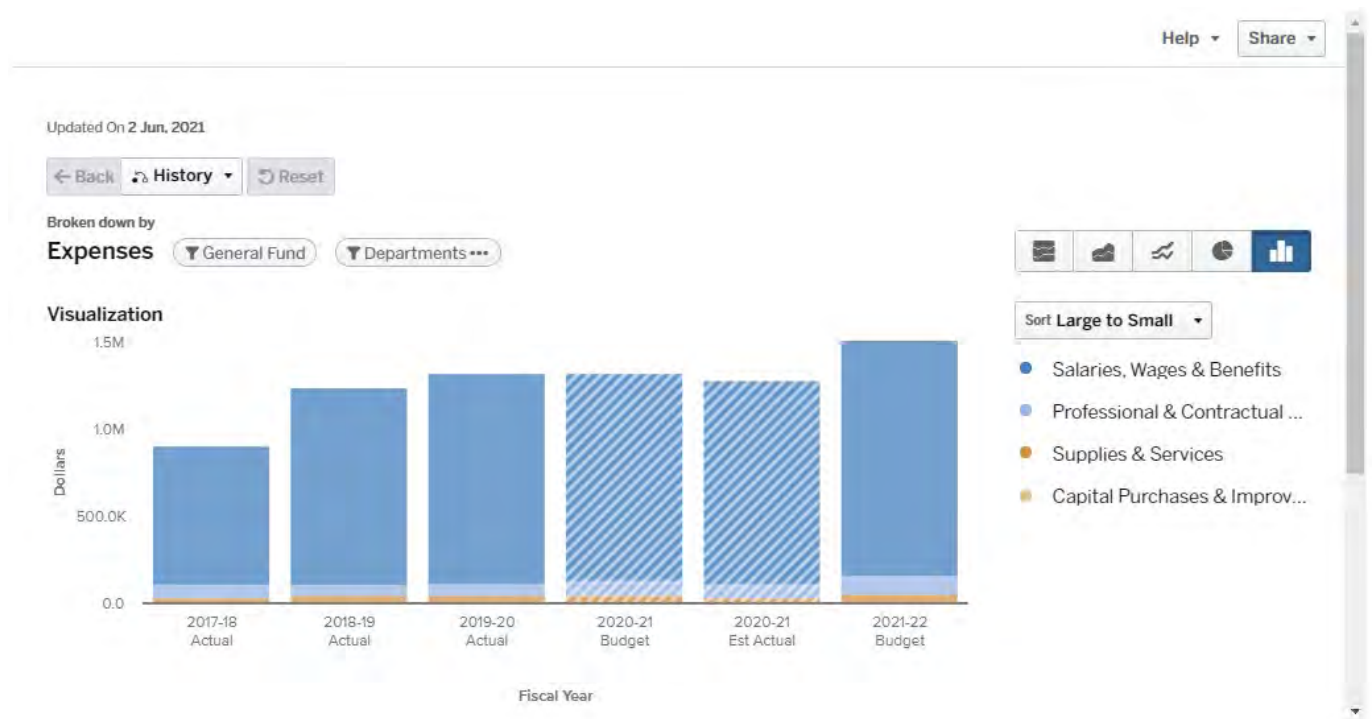 Help
Share
Updated On 2 Jun, 2021
Back
History
Reset
Broken down by
Expenses
General Fund
Departments •••
Visualization
Sort Large to Small
1.5M
1.0M
500.0K
0.0
Dollars
Salaries, Wages & Benefits
Professional & Contractual ...
Supplies & Services
Capital Purchases & Improv...
2017-18
Actual
2018-19
Actual
2019-20
Actual
2020-21
Budget
2020-21
Est Actual
2021-22
Budget
Fiscal Year